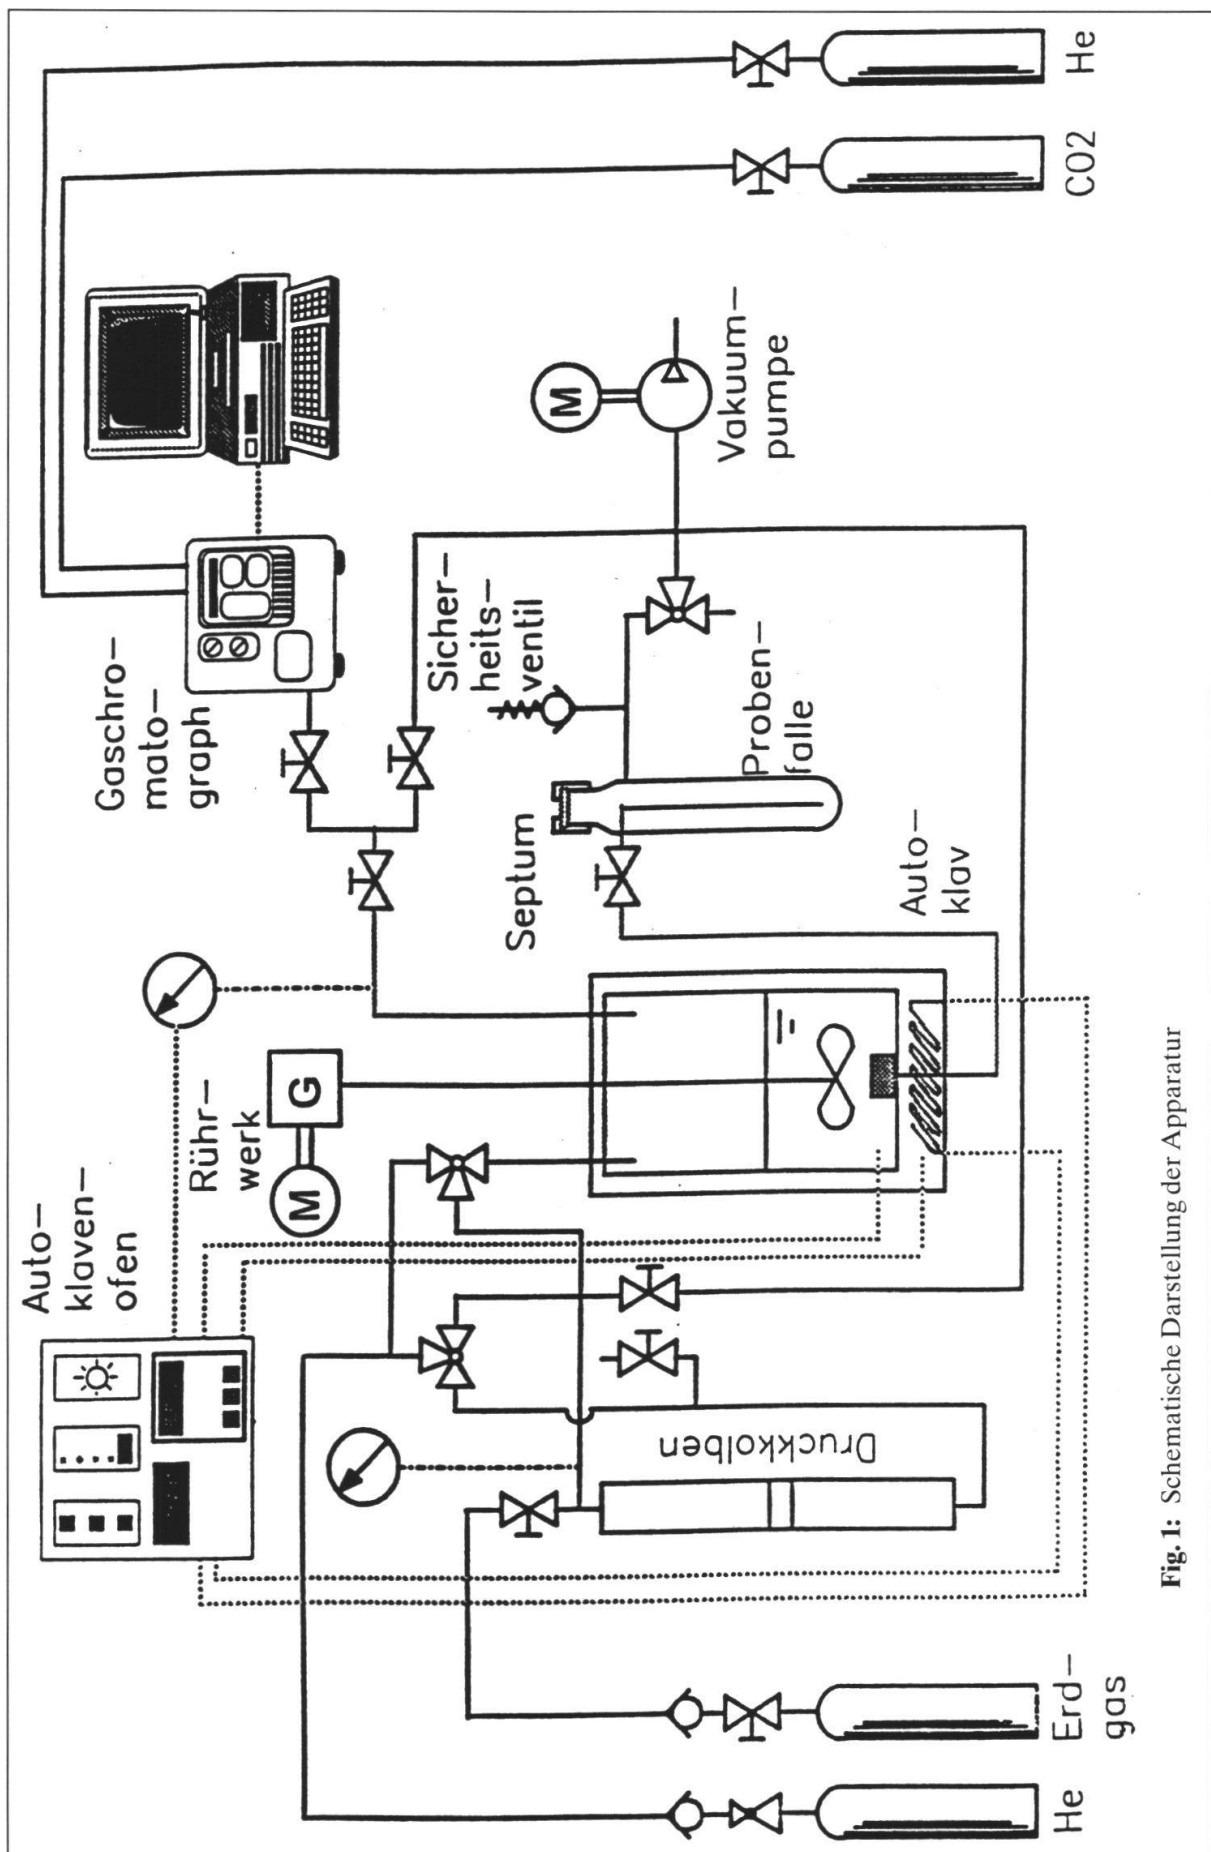 Auto-
klaven-
ofen
Rühr-
werk
M
G
Gaschro-
mato-
graph
Sicher-
heits-
ventil
Septum
Proben-
falle
M
Vakuum-
pumpe
Auto-
klav
Druckkolben
He
Erd-
gas
CO2
He
Fig. 1: Schematische Darstellung der Apparatur